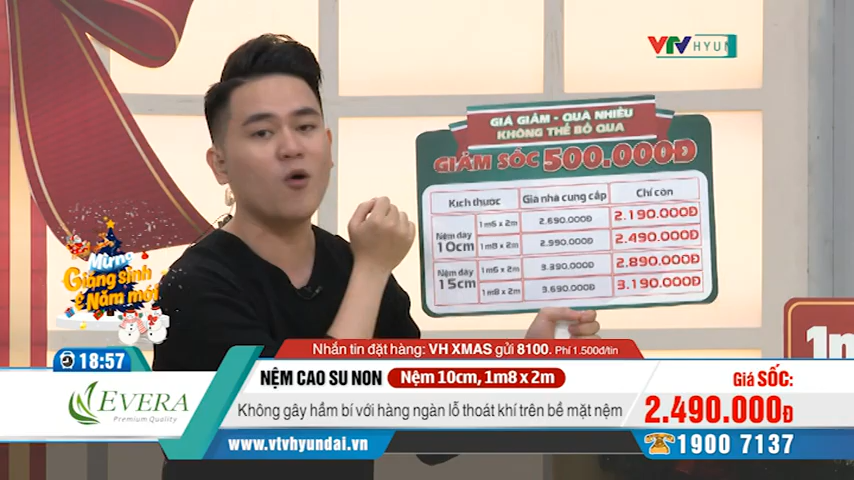 VTV HYUN
GIÁ GIẢM - QUÀ NHIỀU
KHÔNG THỂ BỎ QUA
GIẢM SỐC 500.000Đ
Kích thước Giá nhà cung cấp Chỉ còn
Nệm dày 10cm 1m6 x 2m 2.690.000Đ 2.190.000Đ
1m8 x 2m 2.990.000Đ 2.490.000Đ
Nệm dày 15cm 1m6 x 2m 3.390.000Đ 2.890.000Đ
1m8 x 2m 3.690.000Đ 3.190.000Đ
Mừng
Giáng sinh
& Năm mới
1m
18:57
Nhắn tin đặt hàng: VH XMAS gửi 8100. Phí 1.500đ/tin
EVERA
Premium Quality
NỆM CAO SU NON Nệm 10cm, 1m8 x 2m
Không gây hầm bí với hàng ngàn lỗ thoát khí trên bề mặt nệm
Giá SỐC:
2.490.000Đ
www.vtvhyundai.vn
1900 7137